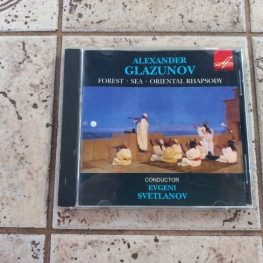 ALEXANDER
GLAZUNOV
FOREST · SEA · ORIENTAL RHAPSODY
CONDUCTOR
EVGENI
SVETLANOV